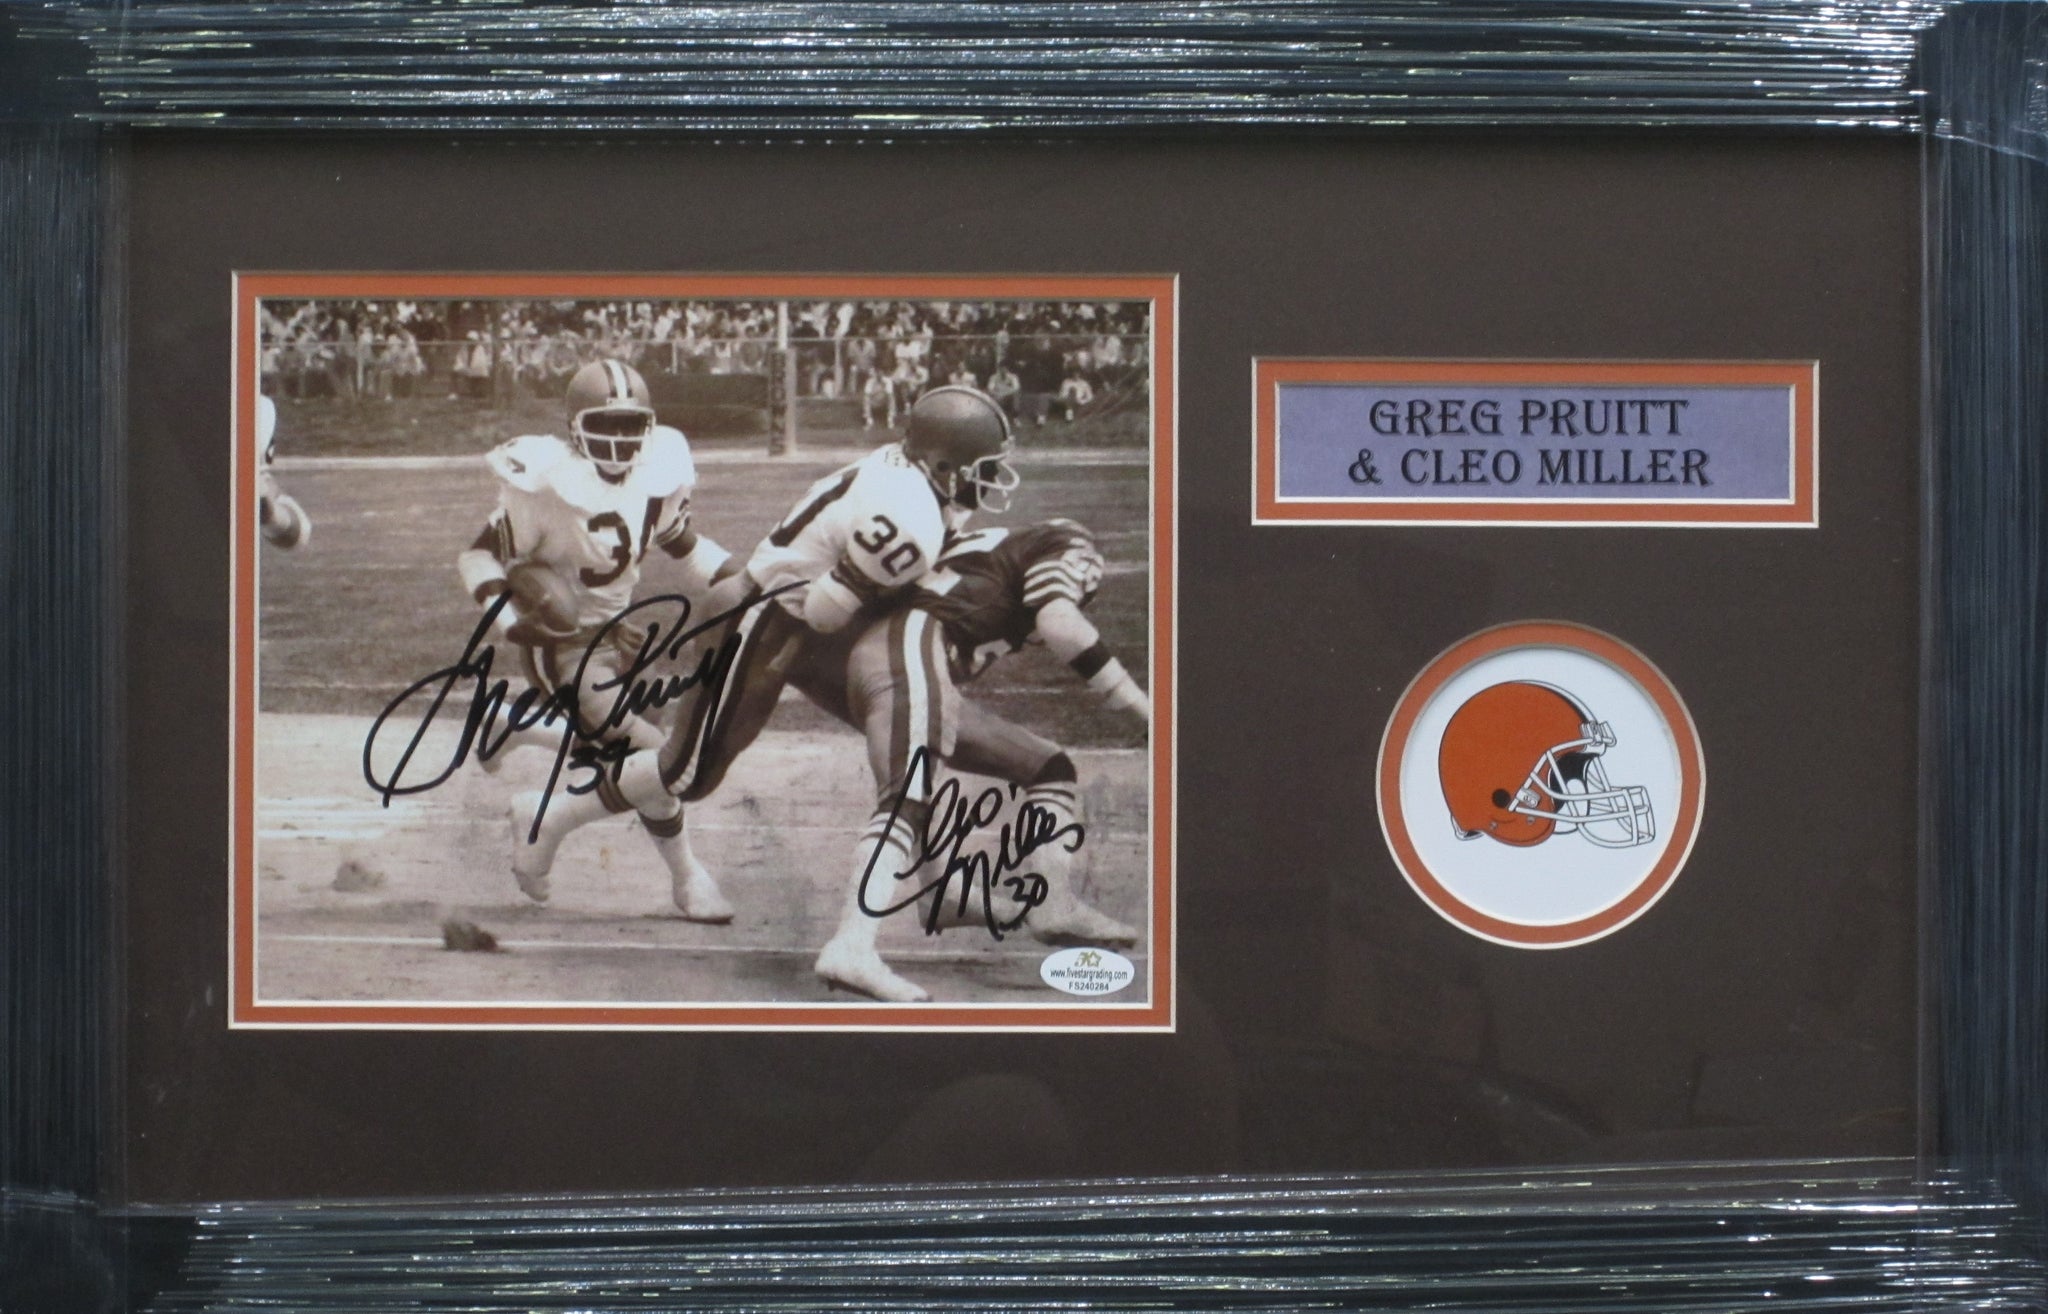 GREG PRUITT
& CLEO MILLER
34
30
Greg Pruitt
34
Cleo
Miller
30
www.fivestargrading.com
FS240284